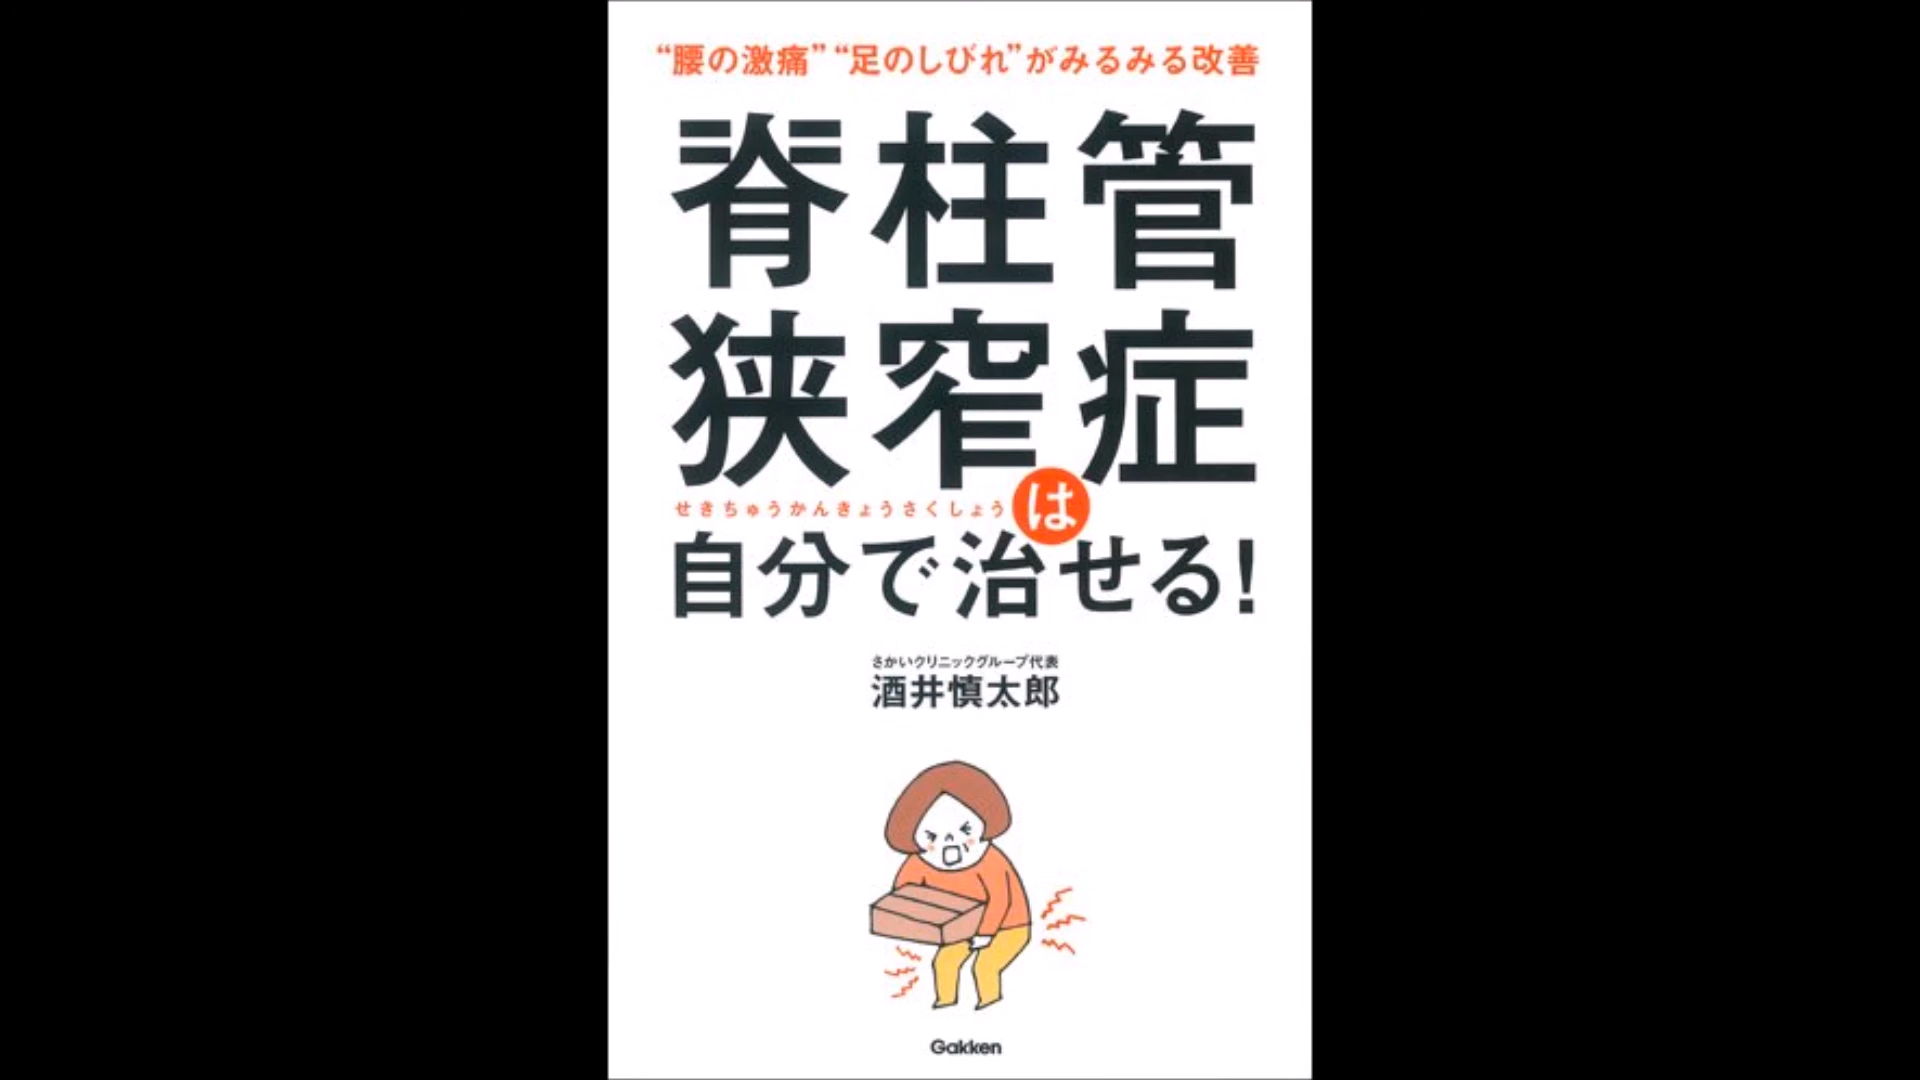 “腰の激痛”“足のしびれ”がみるみる改善
脊柱管
狭窄症
せきちゅうかんきょうさくしょう
は
自分で治せる!
さかいクリニックグループ代表
酒井慎太郎
Gakken